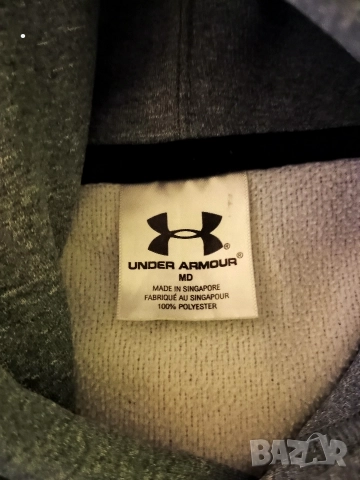 UNDER ARMOUR®
MD
MADE IN SINGAPORE
FABRIQUÉ AU SINGAPOUR
100% POLYESTER
BAZAR